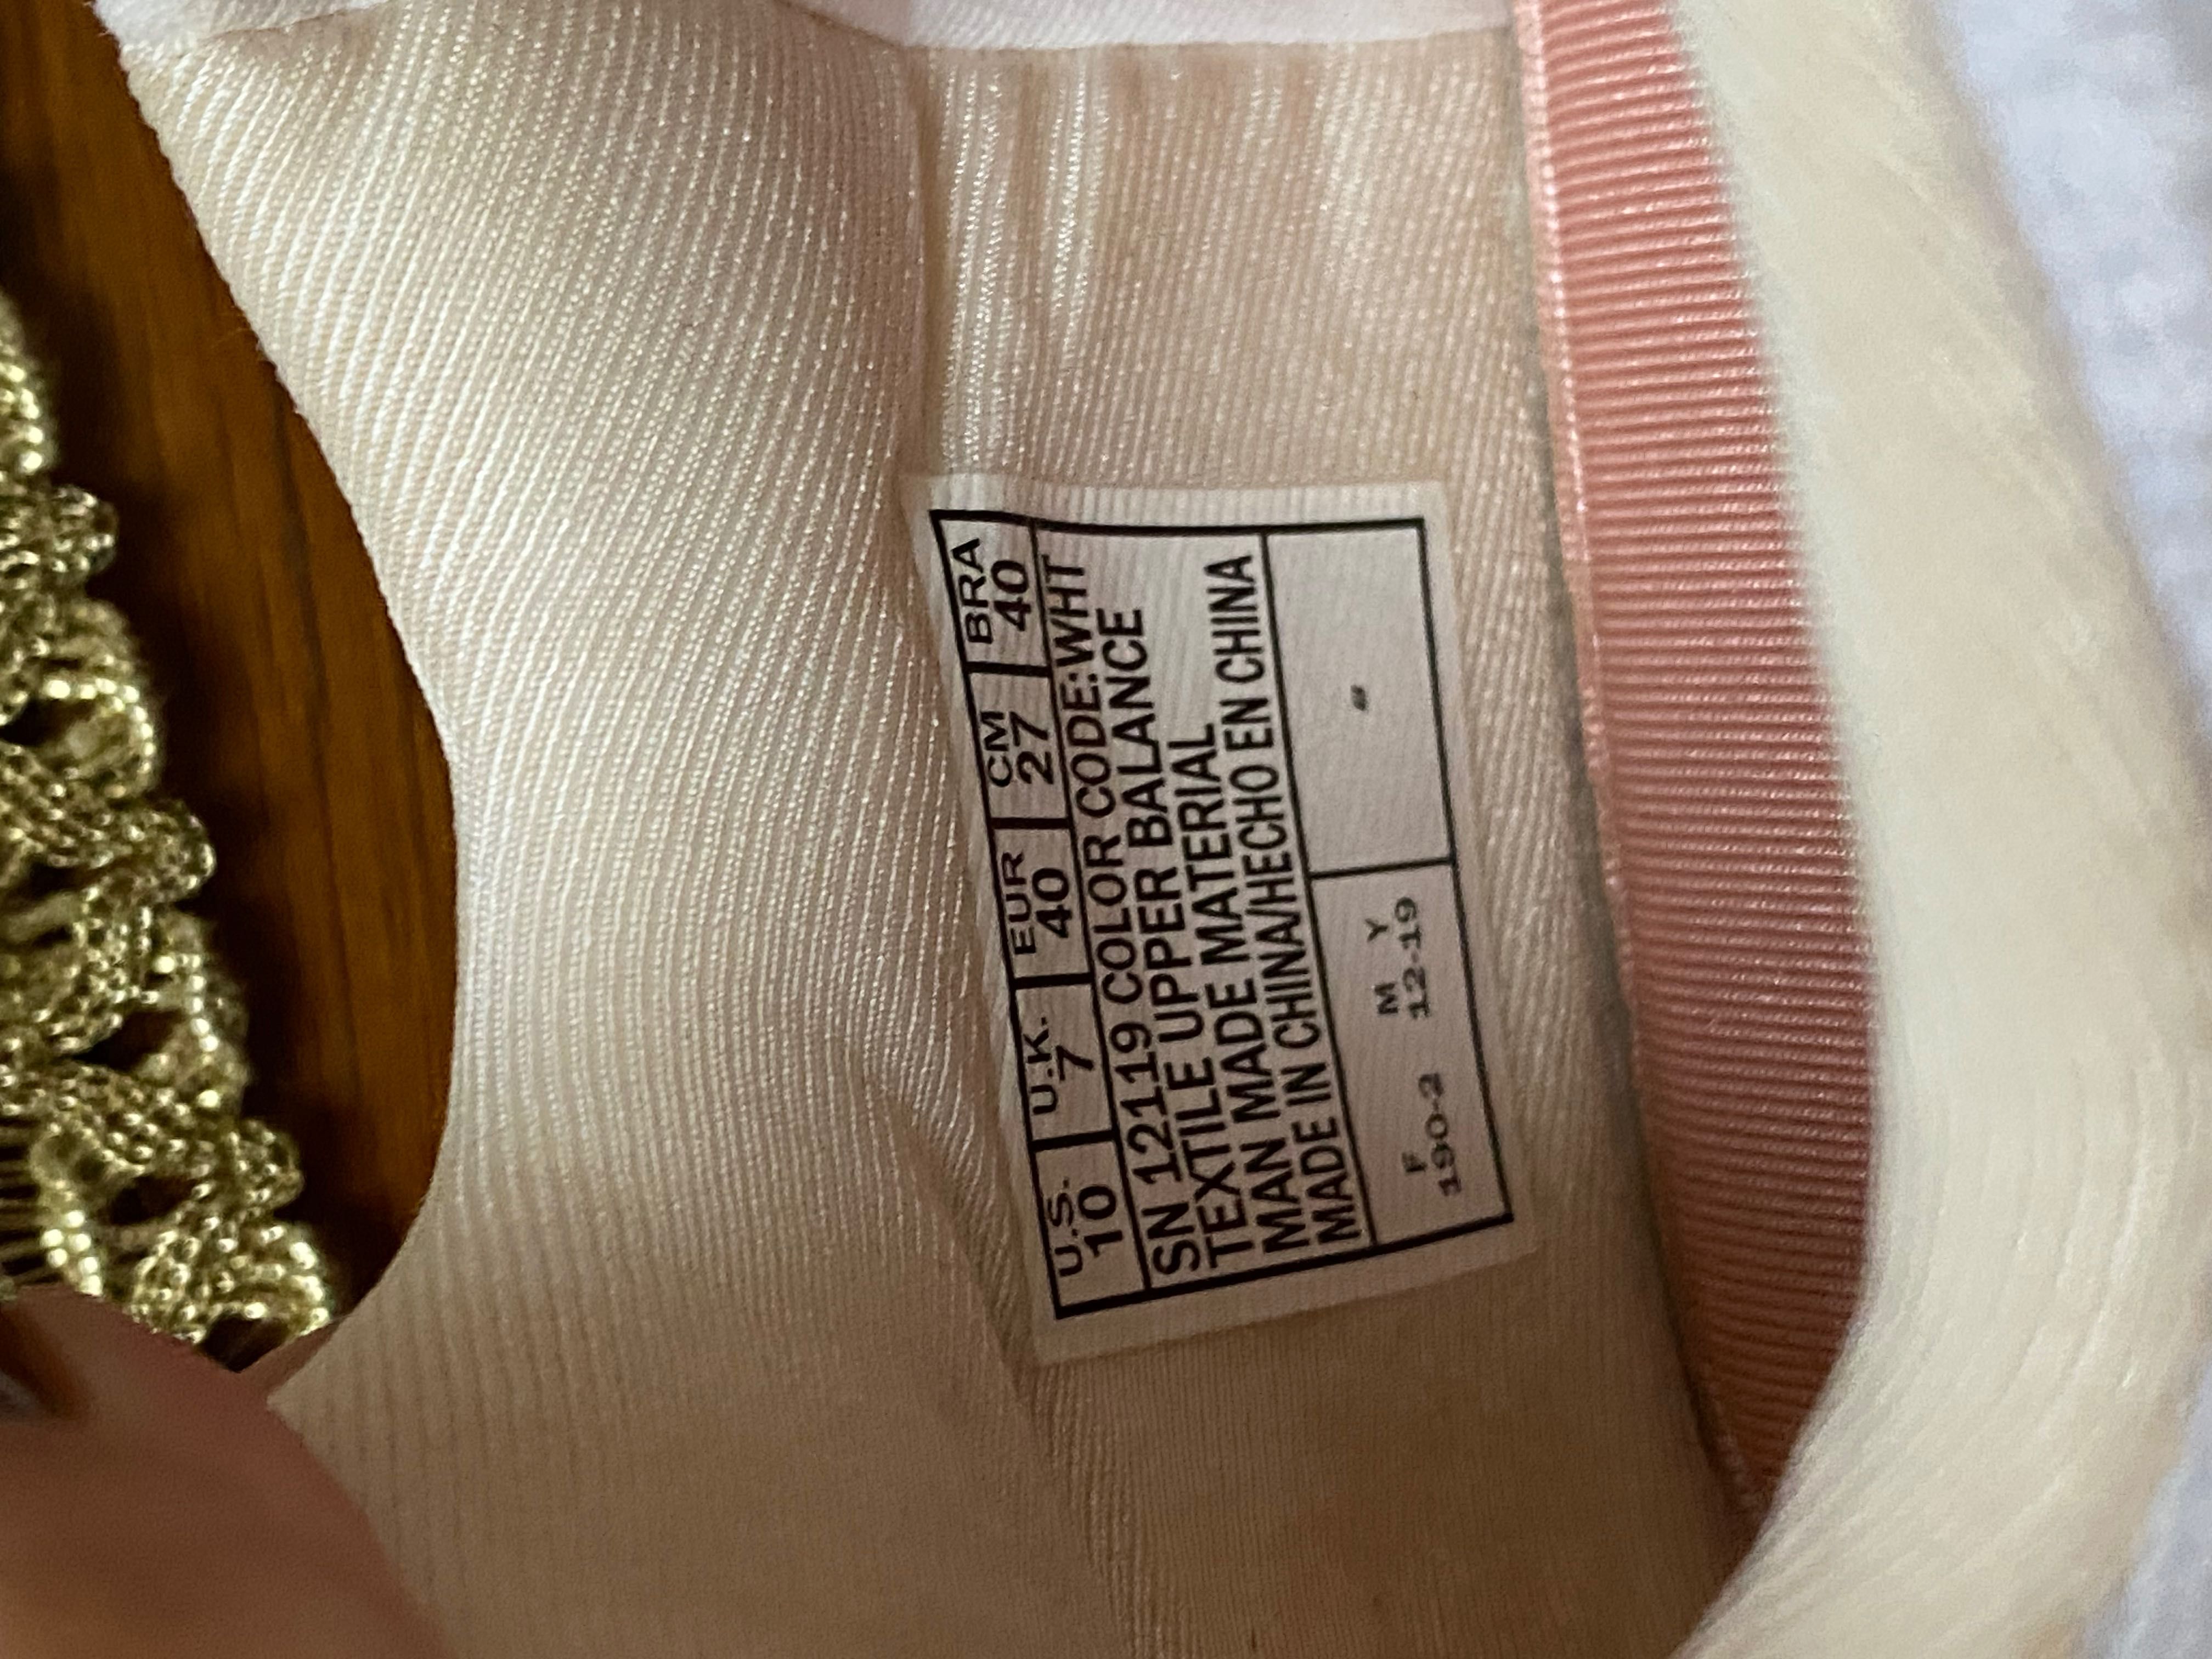 U.S. U.K. EUR CM BRA
10 7 40 27 40
SN 12119 COLOR CODE:WHT
TEXTILE UPPER BALANCE
MAN MADE MATERIAL
MADE IN CHINA/HECHO EN CHINA
F M Y
190-2 12-19